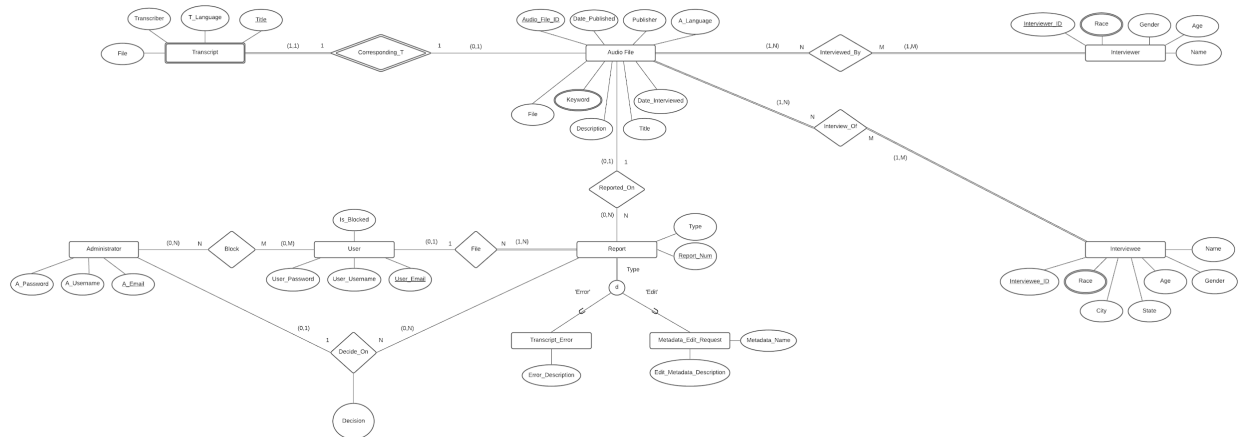 Transcriber
T_Language
Title
File
Transcript
(1,1)
1
Corresponding_T
1
(0,1)
Audio_File_ID
Date_Published
Publisher
A_Language
Audio File
File
Keyword
Description
Title
Date_Interviewed
(1,N)
N
Interviewed_By
M
(1,M)
Interviewer_ID
Race
Gender
Age
Name
Interviewer
(1,N)
N
Interview_Of
M
(1,M)
(0,1)
1
Reported_On
(0,N)
N
Is_Blocked
Administrator
(0,N)
N
Block
M
(0,M)
User
(0,1)
1
File
N
(1,N)
Report
Type
Report_Num
A_Password
A_Username
A_Email
User_Password
User_Username
User_Email
Type
d
'Error'
'Edit'
Interviewee
Name
Interviewee_ID
Race
Age
Gender
City
State
(0,1)
1
Decide_On
(0,N)
N
Decision
Transcript_Error
Error_Description
Metadata_Edit_Request
Metadata_Name
Edit_Metadata_Description